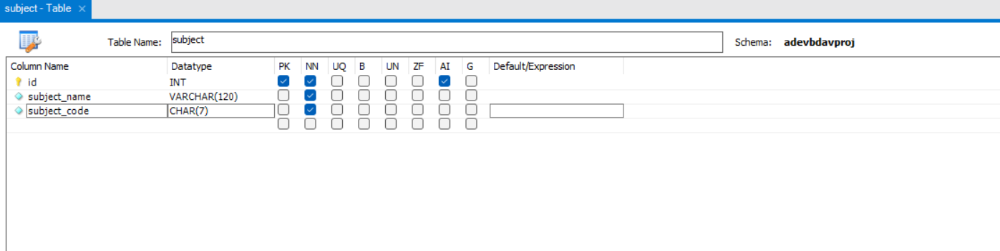 subject - Table ×
Table Name: subject Schema: adevbdavproj
Column Name Datatype PK NN UQ B UN ZF AI G Default/Expression
id INT
subject_name VARCHAR(120)
subject_code CHAR(7)